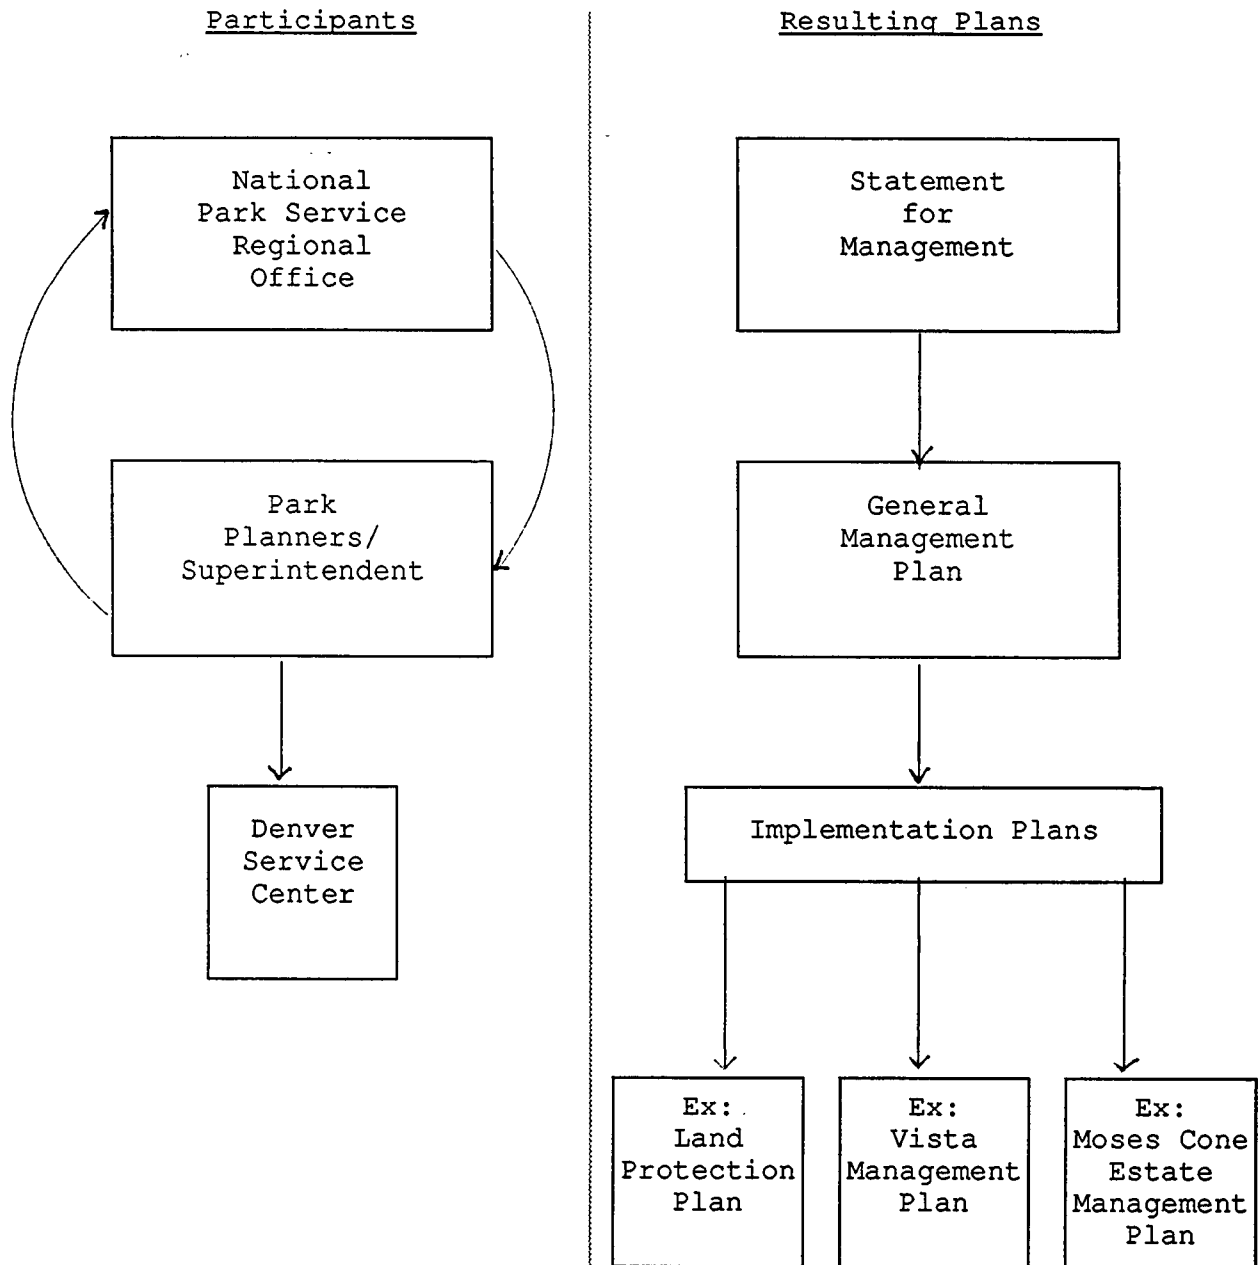 Participants
National
Park Service
Regional
Office
Park
Planners/
Superintendent
Denver
Service
Center
Resulting Plans
Statement
for
Management
General
Management
Plan
Implementation Plans
Ex:
Land
Protection
Plan
Ex:
Vista
Management
Plan
Ex:
Moses Cone
Estate
Management
Plan